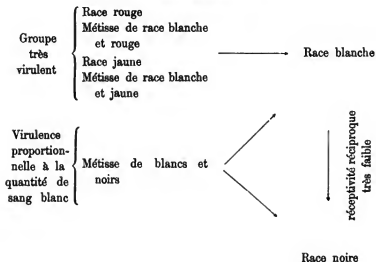 Groupe
très
virulent
Race rouge
Métisse de race blanche
et rouge
Race jaune
Métisse de race blanche
et jaune
Race blanche
Virulence
proportion-
nelle à la
quantité de
sang blanc
Métisse de blancs et
noirs
réceptivité réciproque
très faible
Race noire